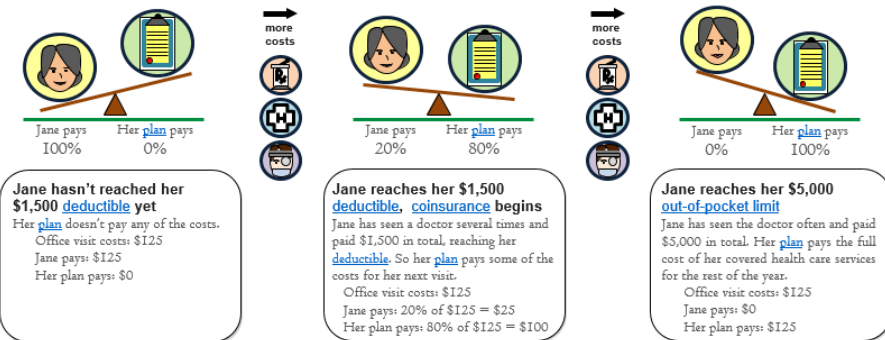 more
costs
more
costs
Jane pays Her plan pays
100% 0%
Jane pays Her plan pays
20% 80%
Jane pays Her plan pays
0% 100%
Jane hasn’t reached her
$1,500 deductible yet
Her plan doesn’t pay any of the costs.
Office visit costs: $125
Jane pays: $125
Her plan pays: $0
Jane reaches her $1,500
deductible, coinsurance begins
Jane has seen a doctor several times and
paid $1,500 in total, reaching her
deductible. So her plan pays some of the
costs for her next visit.
Office visit costs: $125
Jane pays: 20% of $125 = $25
Her plan pays: 80% of $125 = $100
Jane reaches her $5,000
out-of-pocket limit
Jane has seen the doctor often and paid
$5,000 in total. Her plan pays the full
cost of her covered health care services
for the rest of the year.
Office visit costs: $125
Jane pays: $0
Her plan pays: $125